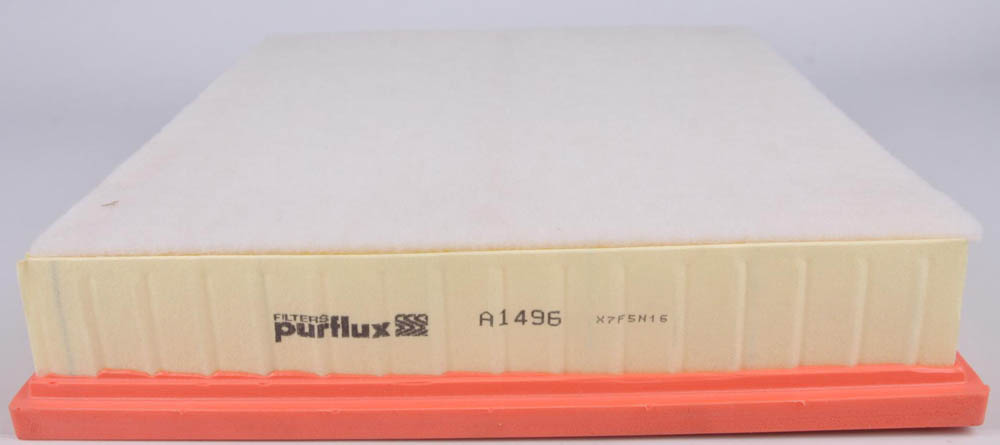 FILTERS
purflux
A1496 X7F5N16